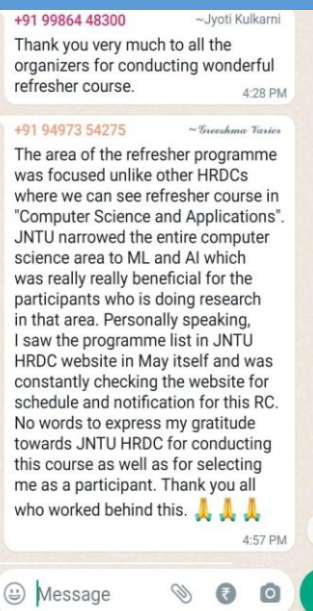 +91 99864 48300 ~Jyoti Kulkarni
Thank you very much to all the
organizers for conducting wonderful
refresher course.
4:28 PM
+91 94973 54275 ~Greeshma Varier
The area of the refresher programme
was focused unlike other HRDCs
where we can see refresher course in
"Computer Science and Applications".
JNTU narrowed the entire computer
science area to ML and AI which
was really really beneficial for the
participants who is doing research
in that area. Personally speaking,
I saw the programme list in JNTU
HRDC website in May itself and was
constantly checking the website for
schedule and notification for this RC.
No words to express my gratitude
towards JNTU HRDC for conducting
this course as well as for selecting
me as a participant. Thank you all
who worked behind this. 🙏🙏🙏
4:57 PM
Message ₹